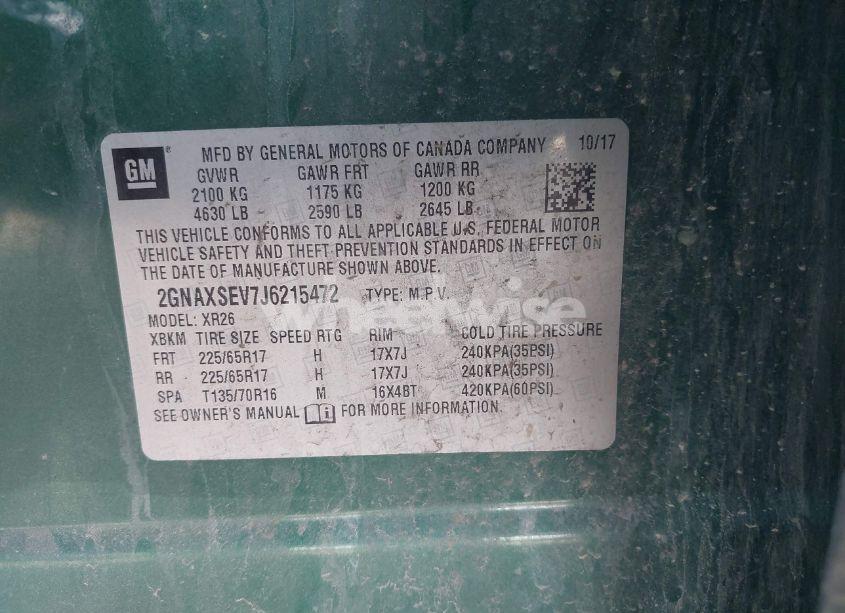 GM ® MFD BY GENERAL MOTORS OF CANADA COMPANY 10/17
GVWR GAWR FRT GAWR RR
2100 KG 1175 KG 1200 KG
4630 LB 2590 LB 2645 LB
THIS VEHICLE CONFORMS TO ALL APPLICABLE U.S. FEDERAL MOTOR
VEHICLE SAFETY AND THEFT PREVENTION STANDARDS IN EFFECT ON
THE DATE OF MANUFACTURE SHOWN ABOVE.
2GNAXSEV7J6215472 TYPE: M.P.V.
wheelwise
MODEL: XR26
XBKM TIRE SIZE SPEED RTG RIM COLD TIRE PRESSURE
FRT 225/65R17 H 17X7J 240KPA(35PSI)
RR 225/65R17 H 17X7J 240KPA(35PSI)
SPA T135/70R16 M 16X4BT 420KPA(60PSI)
SEE OWNER'S MANUAL i FOR MORE INFORMATION.